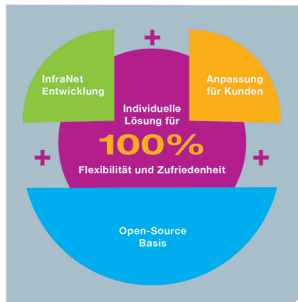 +
InfraNet
Entwicklung
Anpassung
für Kunden
Individuelle
Lösung für
100%
+
+
Flexibilität und Zufriedenheit
Open-Source
Basis